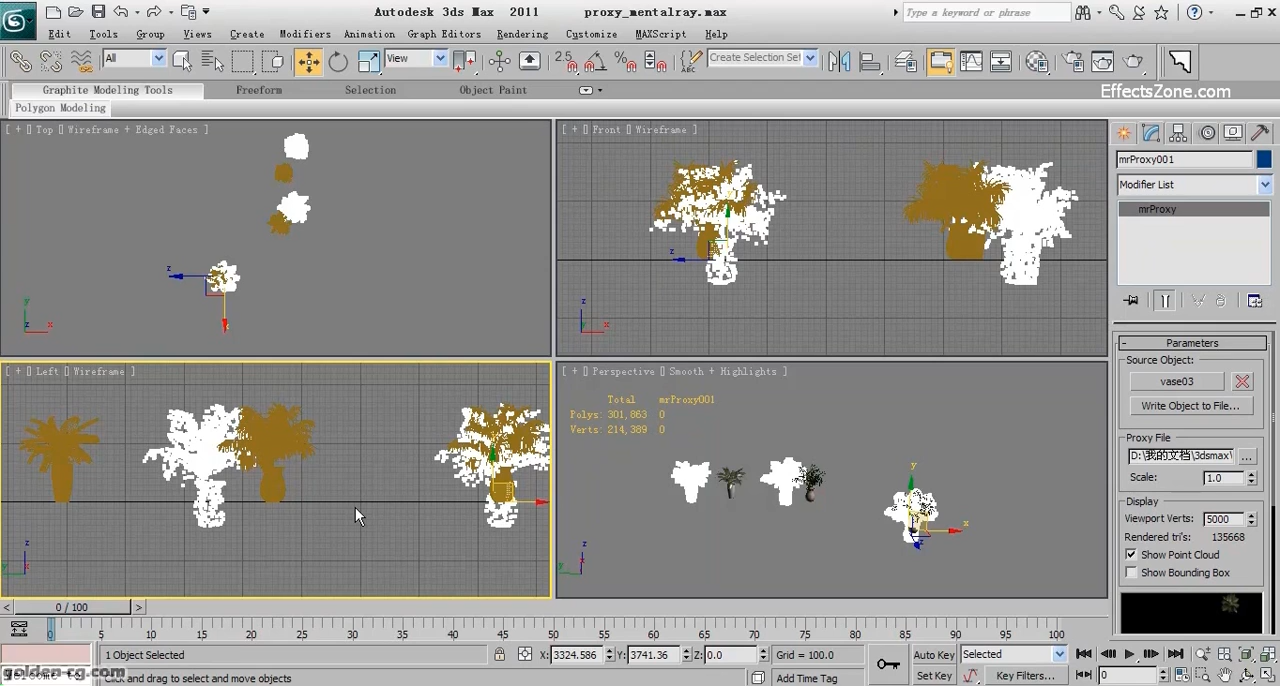 Autodesk 3ds Max 2011 proxy_mentalray.max
Type a keyword or phrase
Edit Tools Group Views Create Modifiers Animation Graph Editors Rendering Customize MAXScript Help
All View 2.5 ABC Create Selection Set
Graphite Modeling Tools Freeform Selection Object Paint
EffectsZone.com
Polygon Modeling
[ + ] Top [] Wireframe + Edged Faces ]
[ + ] Front [] Wireframe ]
z
y
x
z
z
x
mrProxy001
Modifier List
mrProxy
[ + ] Left [] Wireframe ]
[ + ] Perspective [] Smooth + Highlights ]
Total mrProxy001
Polys: 301,863 0
Verts: 214,389 0
z
y
y
x
z
x
Parameters
Source Object:
vase03
Write Object to File...
Proxy File
D:\我的文档\3dsmax\ ...
Scale: 1.0
Display
Viewport Verts: 5000
Rendered tri's: 135668
Show Point Cloud
Show Bounding Box
< 0 / 100 >
0 5 10 15 20 25 30 35 40 45 50 55 60 65 70 75 80 85 90 95 100
1 Object Selected X: 3324.586 Y: 3741.36 Z: 0.0 Grid = 100.0 Auto Key Selected
golden-cg.com
Click and drag to select and move objects Add Time Tag Set Key Key Filters... 0